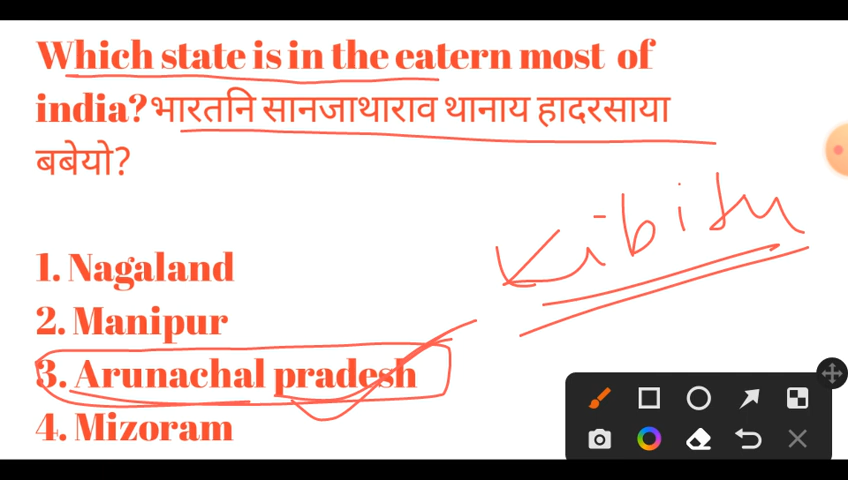 Which state is in the eatern most of
india?भारतनि सानजाथाराव थानाय हादरसाया
बबेयो?
Kibitu
1. Nagaland
2. Manipur
3. Arunachal pradesh
4. Mizoram